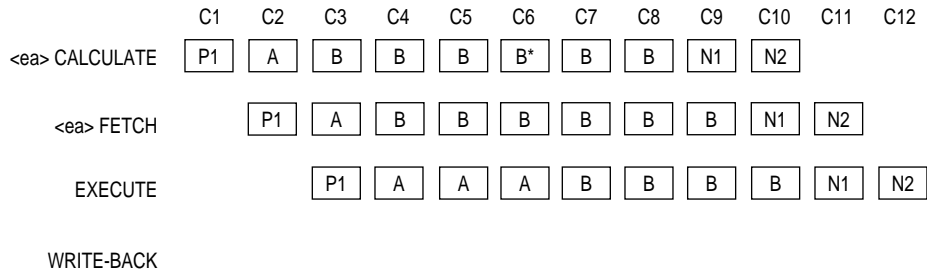 C1 C2 C3 C4 C5 C6 C7 C8 C9 C10 C11 C12
<ea> CALCULATE P1 A B B B B* B B N1 N2
<ea> FETCH P1 A B B B B B B N1 N2
EXECUTE P1 A A A B B B B N1 N2
WRITE-BACK